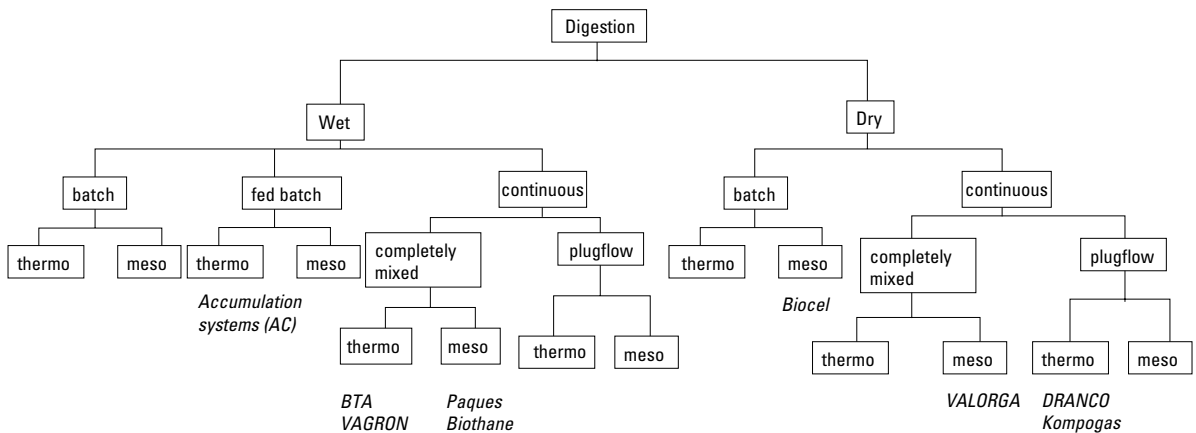 Digestion
Wet
Dry
batch
fed batch
continuous
batch
continuous
thermo
meso
thermo
meso
completely
mixed
plugflow
thermo
meso
completely
mixed
plugflow
Accumulation
systems (AC)
Biocel
thermo
meso
thermo
meso
thermo
meso
thermo
meso
BTA
VAGRON
Paques
Biothane
VALORGA
DRANCO
Kompogas